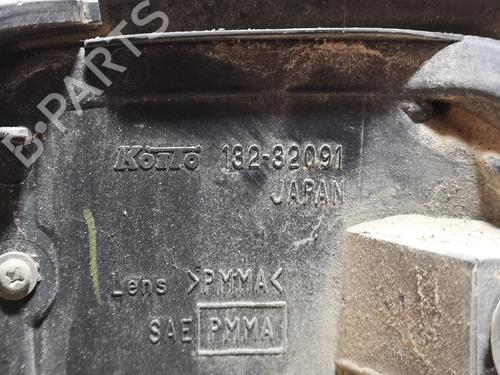 KOITO 132-32091
JAPAN
Lens >PMMA<
SAE PMMA
B-PARTS